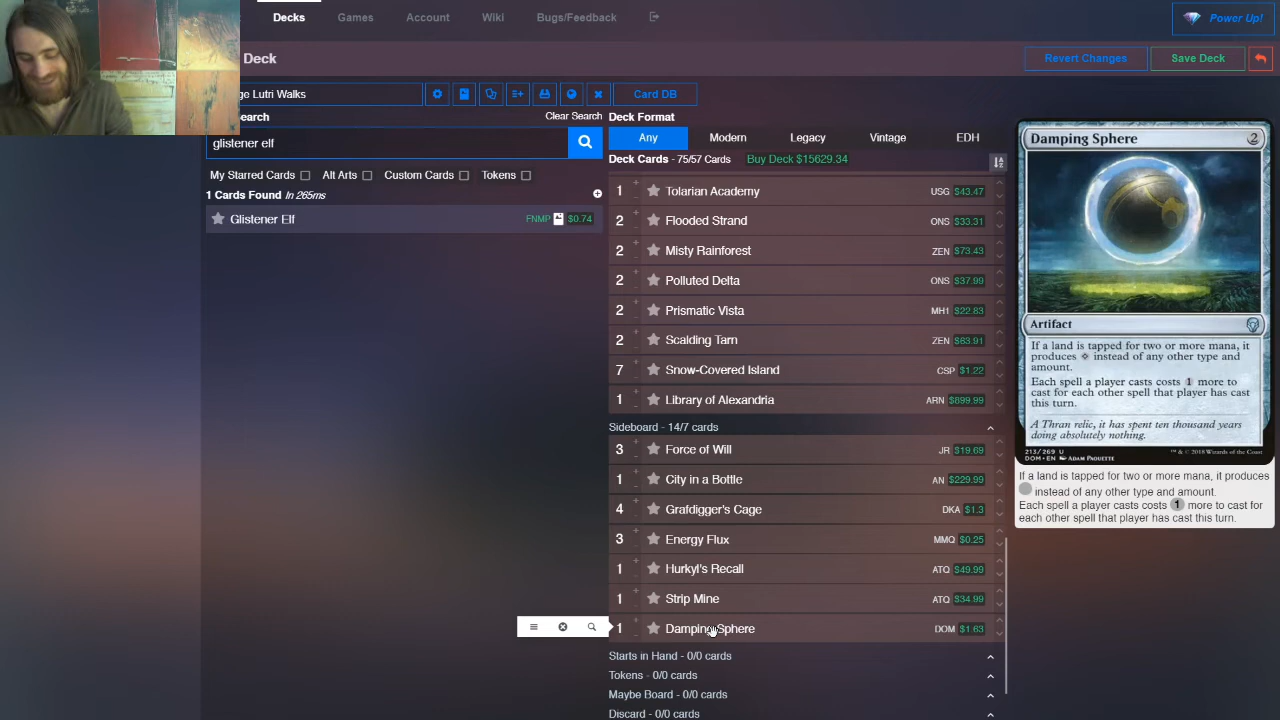 Decks
Games
Account
Wiki
Bugs/Feedback
Power Up!
Deck
Revert Changes
Save Deck
ge Lutri Walks
Card DB
Search
Clear Search
Deck Format
glistener elf
Any
Modern
Legacy
Vintage
EDH
Deck Cards - 75/57 Cards
Buy Deck $15629.34
My Starred Cards
Alt Arts
Custom Cards
Tokens
1 Cards Found In 265ms
Glistener Elf
FNMP
$0.74
1 Tolarian Academy USG $43.47
2 Flooded Strand ONS $33.31
2 Misty Rainforest ZEN $73.43
2 Polluted Delta ONS $37.99
2 Prismatic Vista MH1 $22.83
2 Scalding Tarn ZEN $63.91
7 Snow-Covered Island CSP $1.22
1 Library of Alexandria ARN $899.99
Sideboard - 14/7 cards
3 Force of Will JR $19.69
1 City in a Bottle AN $229.99
4 Grafdigger's Cage DKA $1.3
3 Energy Flux MMQ $0.25
1 Hurkyl's Recall ATQ $49.99
1 Strip Mine ATQ $34.99
1 Damping Sphere DOM $1.63
Starts in Hand - 0/0 cards
Tokens - 0/0 cards
Maybe Board - 0/0 cards
Discard - 0/0 cards
Damping Sphere 2
Artifact
If a land is tapped for two or more mana, it
produces instead of any other type and
amount.
Each spell a player casts costs 1 more to
cast for each other spell that player has cast
this turn.
A Thran relic, it has spent ten thousand years
doing absolutely nothing.
213/269 U
DOM • EN ADAM PAQUETTE
™ & © 2018 Wizards of the Coast
If a land is tapped for two or more mana, it produces
instead of any other type and amount.
Each spell a player casts costs 1 more to cast for
each other spell that player has cast this turn.